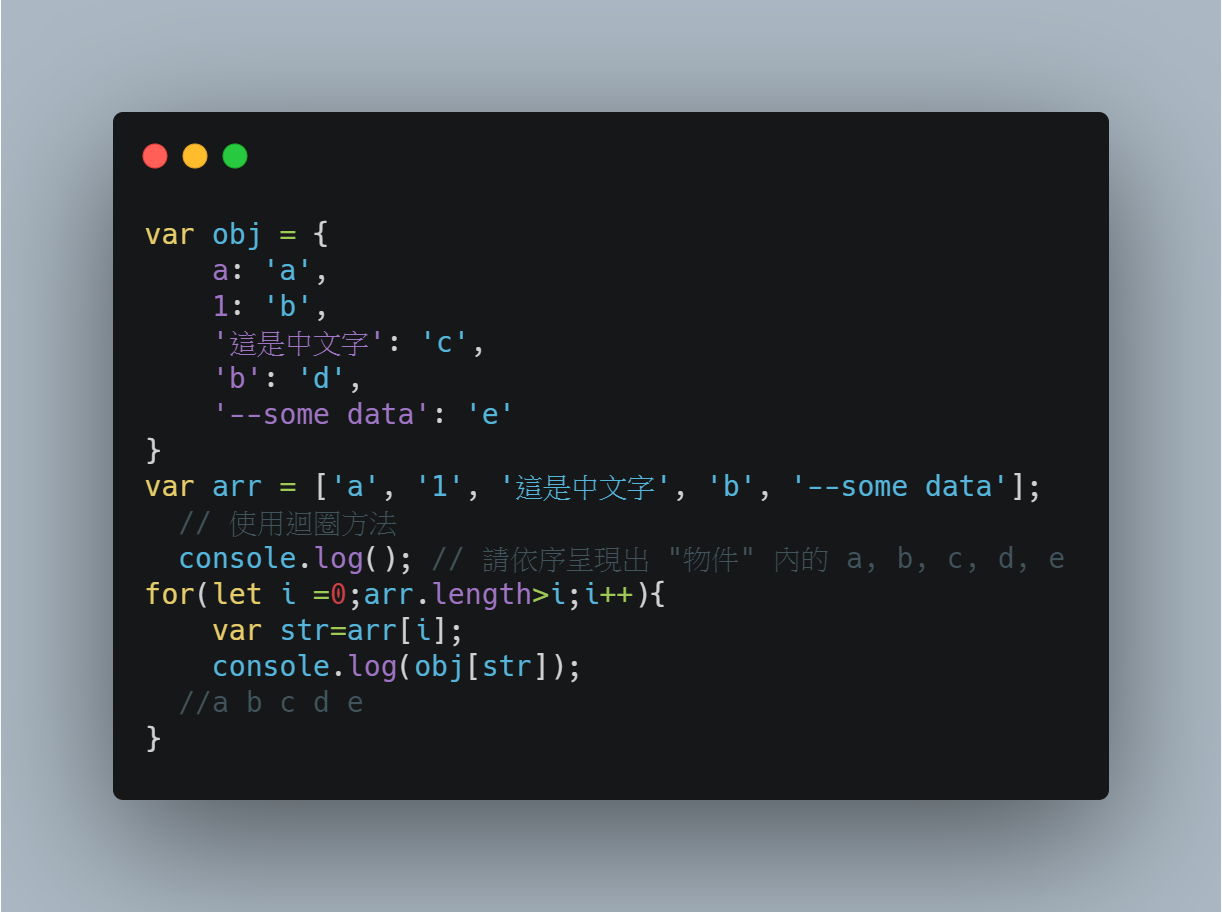 var obj = {
    a: 'a',
    1: 'b',
    '這是中文字': 'c',
    'b': 'd',
    '--some data': 'e'
}
var arr = ['a', '1', '這是中文字', 'b', '--some data'];
  // 使用迴圈方法
  console.log(); // 請依序呈現出 "物件" 內的 a, b, c, d, e
for(let i =0;arr.length>i;i++){
    var str=arr[i];
    console.log(obj[str]);
  //a b c d e
}